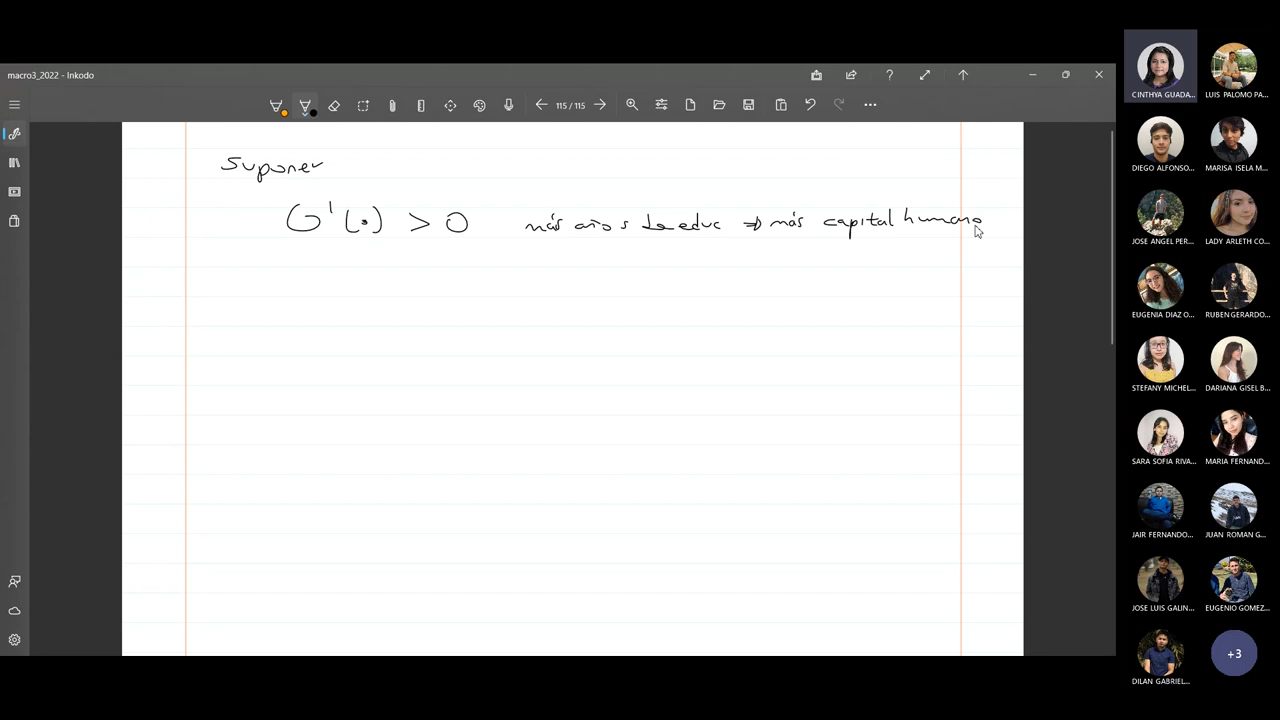 macro3_2022 - Inkodo
115 / 115
Suponer
G'(•) > 0 más años de educ ⇒ más capital humano
CINTHYA GUADA...
LUIS PALOMO PA...
DIEGO ALFONSO...
MARISA ISELA M...
JOSE ANGEL PER...
LADY ARLETH CO...
EUGENIA DIAZ O...
RUBEN GERARDO...
STEFANY MICHEL...
DARIANA GISEL B...
SARA SOFIA RIVA...
MARIA FERNAND...
JAIR FERNANDO...
JUAN ROMAN G...
JOSE LUIS GALIN...
EUGENIO GOMEZ...
DILAN GABRIEL...
+3